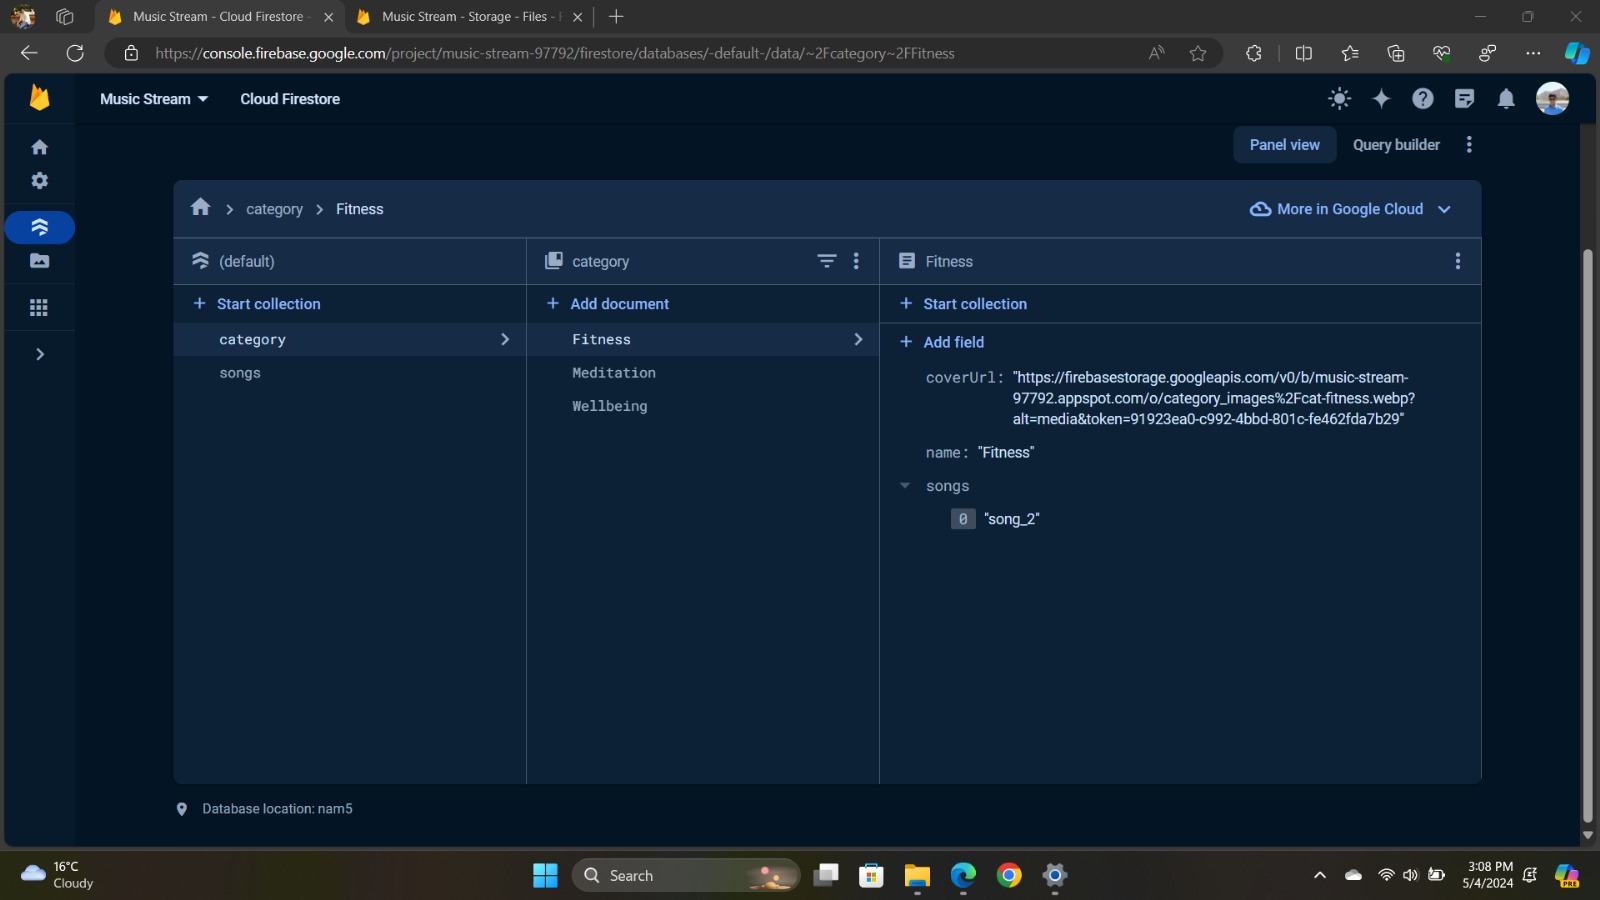 Music Stream - Cloud Firestore -
Music Stream - Storage - Files - F
https://console.firebase.google.com/project/music-stream-97792/firestore/databases/-default-/data/~2Fcategory~2FFitness
Music Stream
Cloud Firestore
Panel view
Query builder
category
Fitness
More in Google Cloud
(default)
category
Fitness
Start collection
Add document
Start collection
category
Fitness
Add field
songs
Meditation
Wellbeing
coverUrl: "https://firebasestorage.googleapis.com/v0/b/music-stream-
97792.appspot.com/o/category_images%2Fcat-fitness.webp?
alt=media&token=91923ea0-c992-4bbd-801c-fe462fda7b29"
name: "Fitness"
songs
0 "song_2"
Database location: nam5
16°C
Cloudy
Search
3:08 PM
5/4/2024
PRE